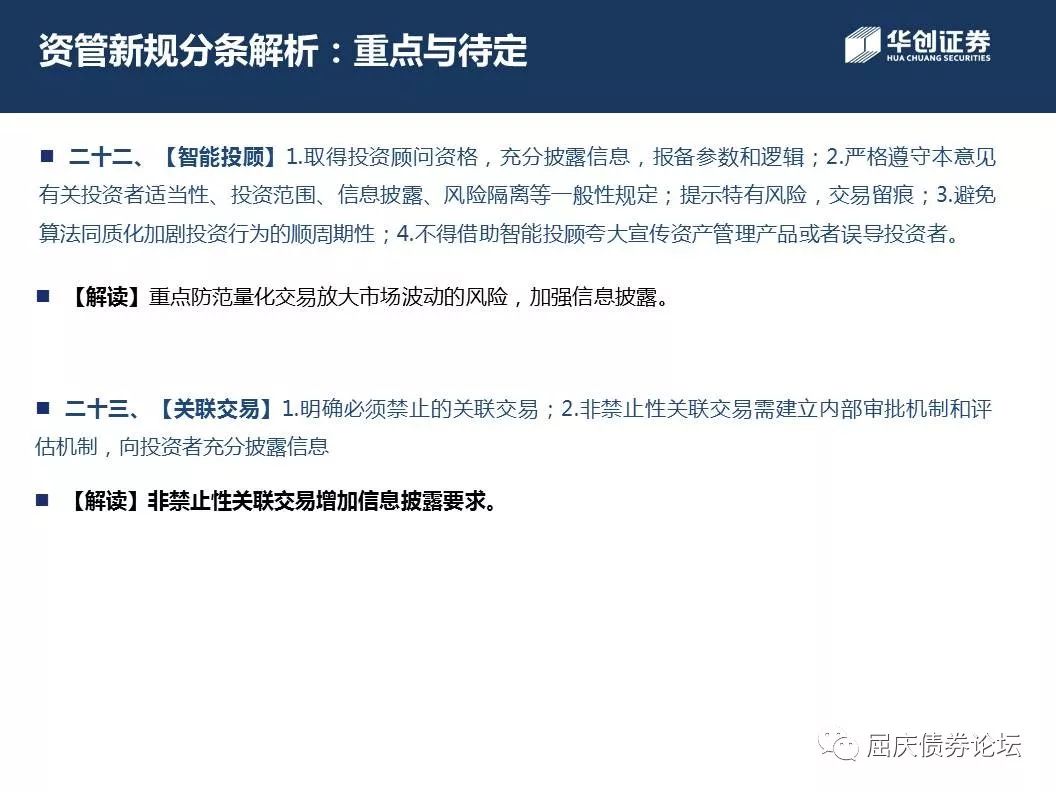 资管新规分条解析：重点与待定
华创证券
HUA CHUANG SECURITIES
■ 二十二、【智能投顾】1.取得投资顾问资格，充分披露信息，报备参数和逻辑；2.严格遵守本意见
有关投资者适当性、投资范围、信息披露、风险隔离等一般性规定；提示特有风险，交易留痕；3.避免
算法同质化加剧投资行为的顺周期性；4.不得借助智能投顾夸大宣传资产管理产品或者误导投资者。
■ 【解读】重点防范量化交易放大市场波动的风险，加强信息披露。
■ 二十三、【关联交易】1.明确必须禁止的关联交易；2.非禁止性关联交易需建立内部审批机制和评
估机制，向投资者充分披露信息
■ 【解读】非禁止性关联交易增加信息披露要求。
屈庆债券论坛